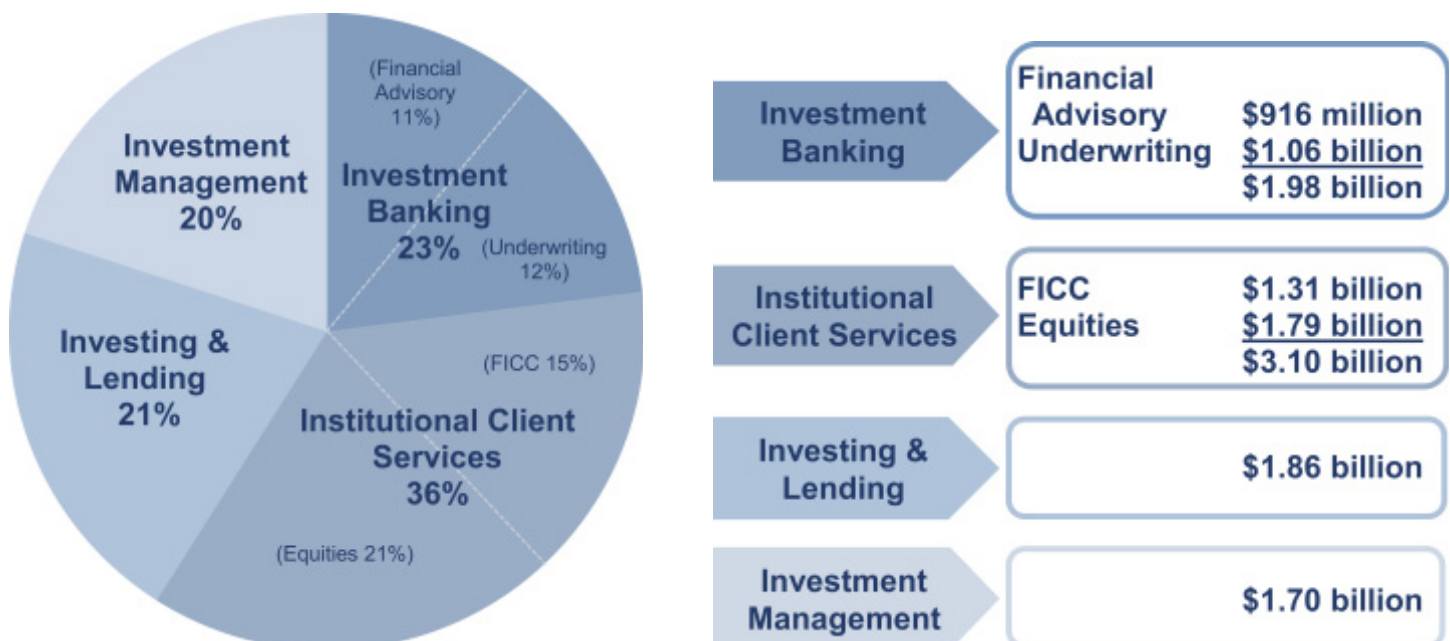 (Financial
Advisory
11%)
Investment
Banking
23%
(Underwriting
12%)
(FICC 15%)
Institutional Client
Services
36%
(Equities 21%)
Investing &
Lending
21%
Investment
Management
20%
Investment
Banking
Financial
Advisory $916 million
Underwriting $1.06 billion
$1.98 billion
Institutional
Client Services
FICC $1.31 billion
Equities $1.79 billion
$3.10 billion
Investing &
Lending
$1.86 billion
Investment
Management
$1.70 billion